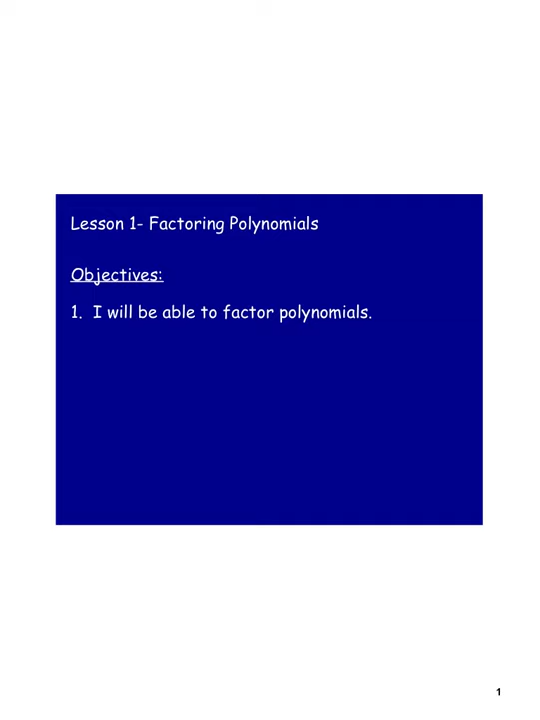 Lesson 1- Factoring Polynomials
Objectives:
1. I will be able to factor polynomials.
1